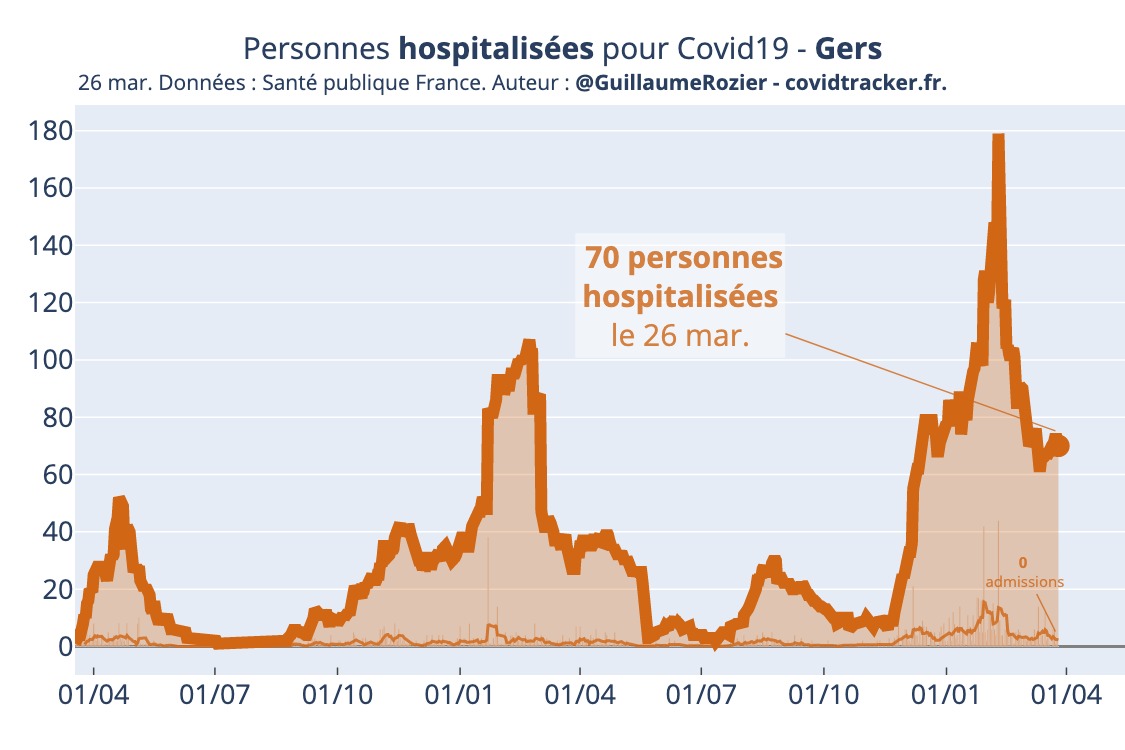 Personnes hospitalisées pour Covid19 - Gers
26 mar. Données : Santé publique France. Auteur : @GuillaumeRozier - covidtracker.fr.
180
160
140
120
100
80
60
40
20
0
70 personnes
hospitalisées
le 26 mar.
0
admissions
01/04 01/07 01/10 01/01 01/04 01/07 01/10 01/01 01/04